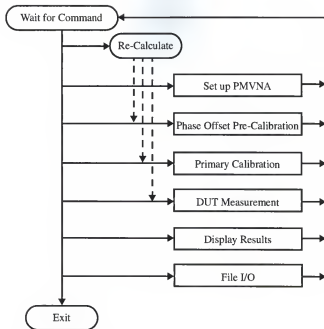 Wait for Command
Re-Calculate
Set up PMVNA
Phase Offset Pre-Calibration
Primary Calibration
DUT Measurement
Display Results
File I/O
Exit